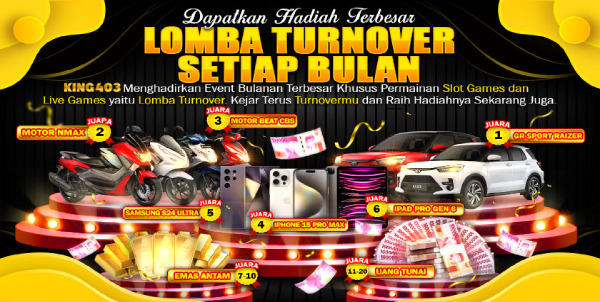 Dapatkan Hadiah Terbesar
LOMBA TURNOVER
SETIAP BULAN
KING403 Menghadirkan Event Bulanan Terbesar Khusus Permainan Slot Games dan
Live Games yaitu Lomba Turnover. Kejar Terus Turnovermu dan Raih Hadiahnya Sekarang Juga.
JUARA
1
GR SPORT RAIZER
JUAPA
2
MOTOR NMAX
JUARA
3
MOTOR BEAT CBS
JUARA
4
IPHONE 15 PRO MAX
JUARA
5
SAMSUNG S24 ULTRA
JUARA
6
IPAD PRO GEN 6
JUARA
7-10
EMAS ANTAM
JUARA
11-20
UANG TUNAI